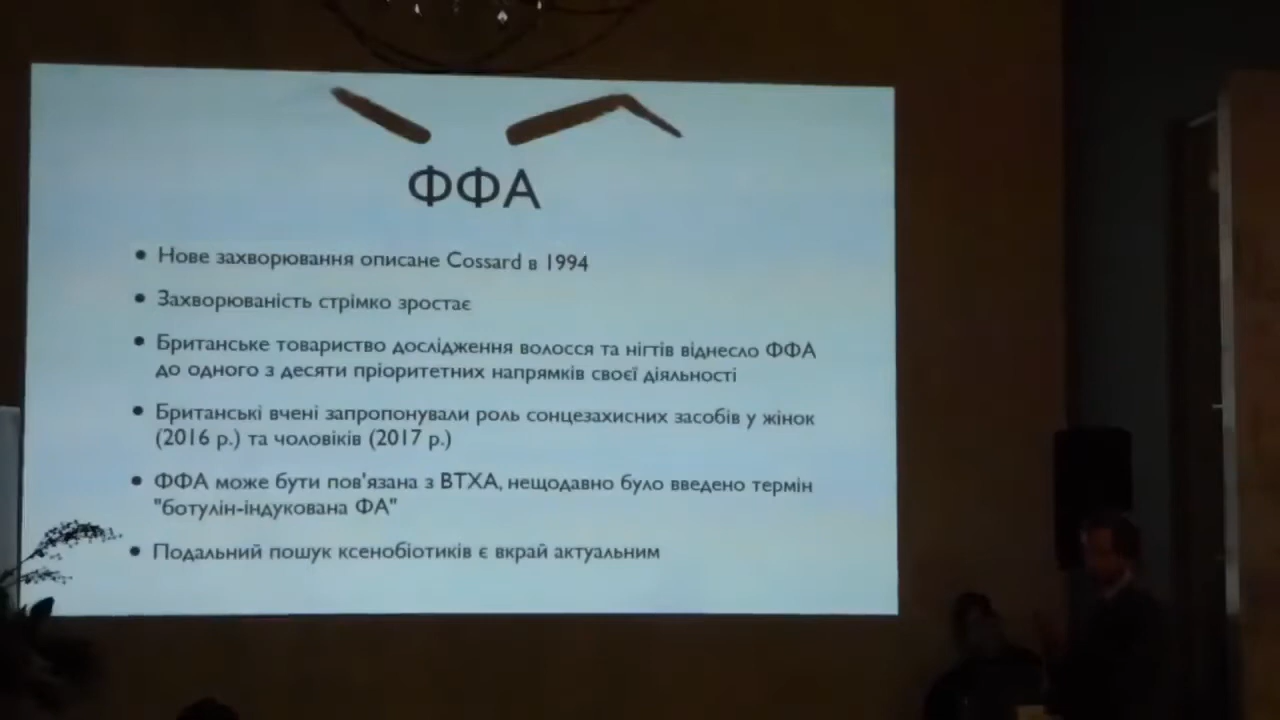 ФФА
• Нове захворювання описане Cossard в 1994
• Захворюваність стрімко зростає
• Британське товариство дослідження волосся та нігтів віднесло ФФА
до одного з десяти пріоритетних напрямків своєї діяльності
• Британські вчені запропонували роль сонцезахисних засобів у жінок
(2016 р.) та чоловіків (2017 р.)
• ФФА може бути пов'язана з ВТХА, нещодавно було введено термін
"ботулін-індукована ФА"
• Подальний пошук ксенобіотиків є вкрай актуальним